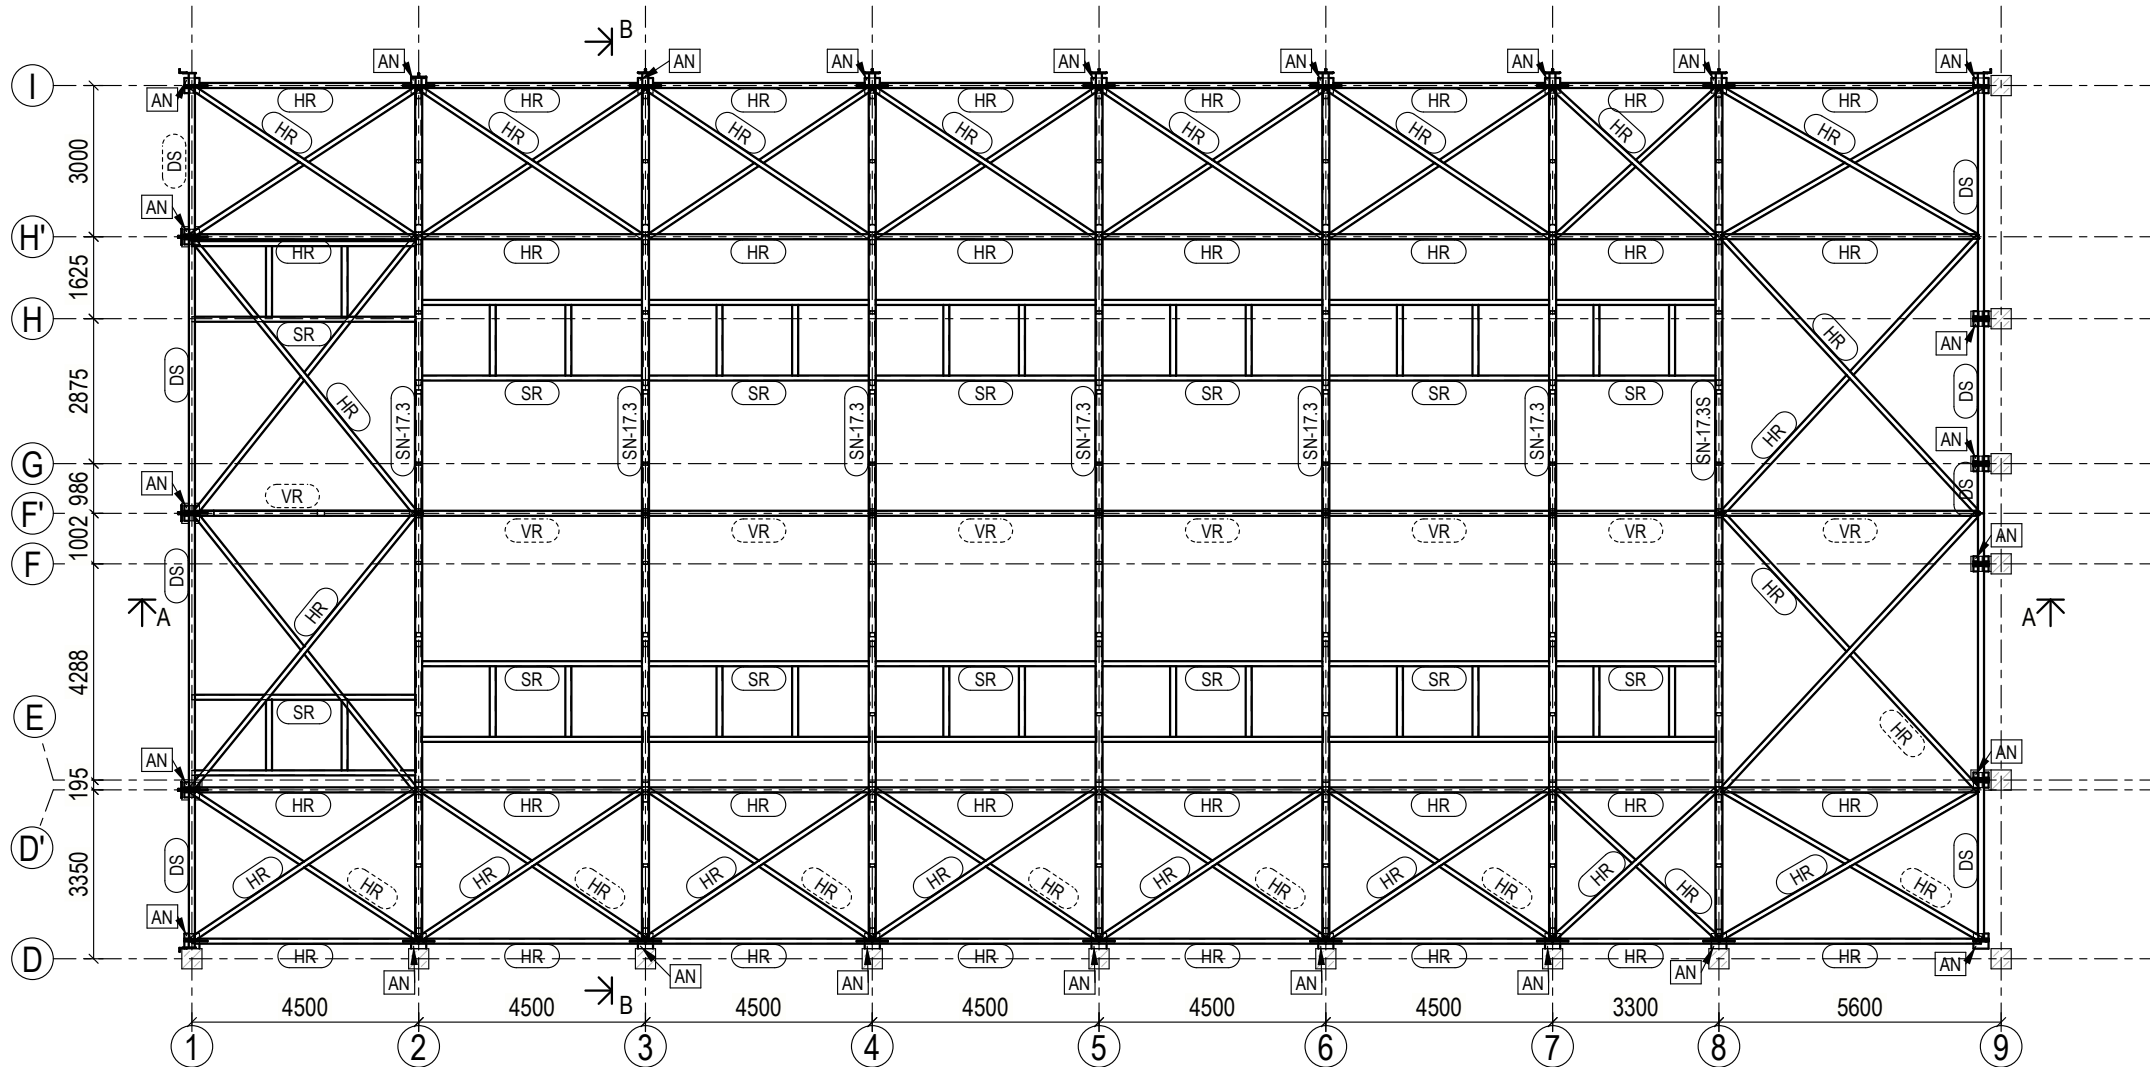 B
AN AN AN AN AN AN AN AN
I
AN HR HR HR HR HR HR HR HR
HR HR HR HR HR HR HR HR
3000 DS DS
AN
H'
HR HR HR HR HR HR HR HR
1625
H
SR HR AN
2875 DS DS
SR SR SR SR SR SR
HR SN-17.3 SN-17.3 SN-17.3 SN-17.3 SN-17.3 SN-17.3 SN-17.3S HR
AN
G
986 AN VR DS
F'
1002 VR VR VR VR VR VR VR AN
F
DS HR HR
A A
4288 SR SR SR SR SR SR
E
SR HR
AN AN
195
HR HR HR HR HR HR HR HR
D'
3350 DS DS
HR HR HR HR HR HR HR HR HR HR HR HR HR HR HR HR
AN
D
HR HR HR HR HR HR HR HR
AN AN AN AN AN AN AN AN
B
4500 4500 4500 4500 4500 4500 3300 5600
1 2 3 4 5 6 7 8 9